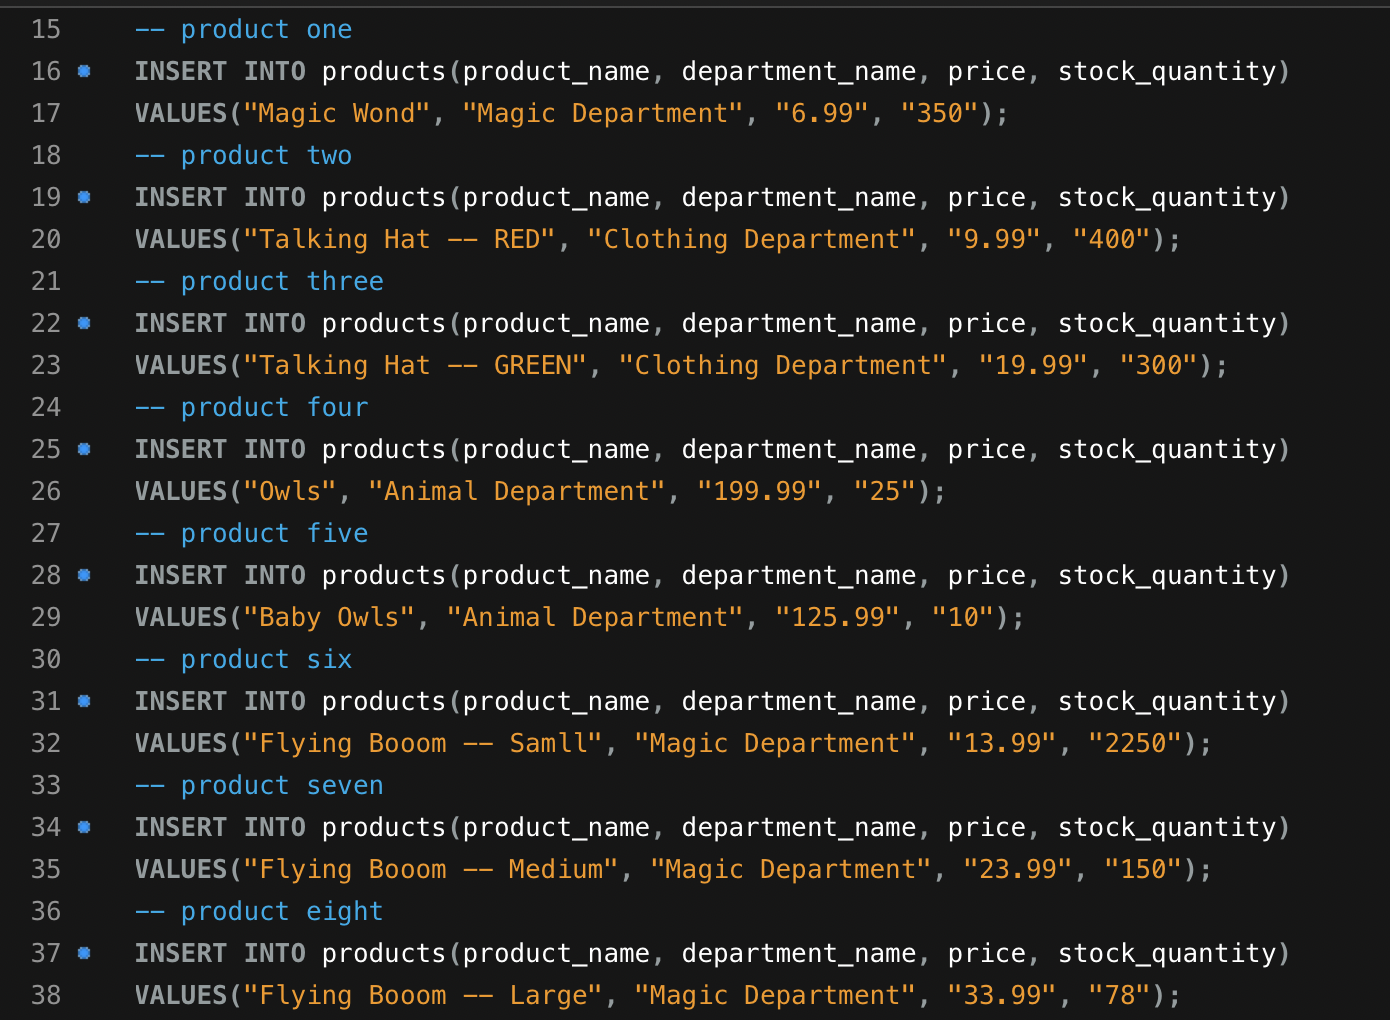 15 -- product one
16 INSERT INTO products(product_name, department_name, price, stock_quantity)
17 VALUES("Magic Wond", "Magic Department", "6.99", "350");
18 -- product two
19 INSERT INTO products(product_name, department_name, price, stock_quantity)
20 VALUES("Talking Hat -- RED", "Clothing Department", "9.99", "400");
21 -- product three
22 INSERT INTO products(product_name, department_name, price, stock_quantity)
23 VALUES("Talking Hat -- GREEN", "Clothing Department", "19.99", "300");
24 -- product four
25 INSERT INTO products(product_name, department_name, price, stock_quantity)
26 VALUES("Owls", "Animal Department", "199.99", "25");
27 -- product five
28 INSERT INTO products(product_name, department_name, price, stock_quantity)
29 VALUES("Baby Owls", "Animal Department", "125.99", "10");
30 -- product six
31 INSERT INTO products(product_name, department_name, price, stock_quantity)
32 VALUES("Flying Booom -- Samll", "Magic Department", "13.99", "2250");
33 -- product seven
34 INSERT INTO products(product_name, department_name, price, stock_quantity)
35 VALUES("Flying Booom -- Medium", "Magic Department", "23.99", "150");
36 -- product eight
37 INSERT INTO products(product_name, department_name, price, stock_quantity)
38 VALUES("Flying Booom -- Large", "Magic Department", "33.99", "78");